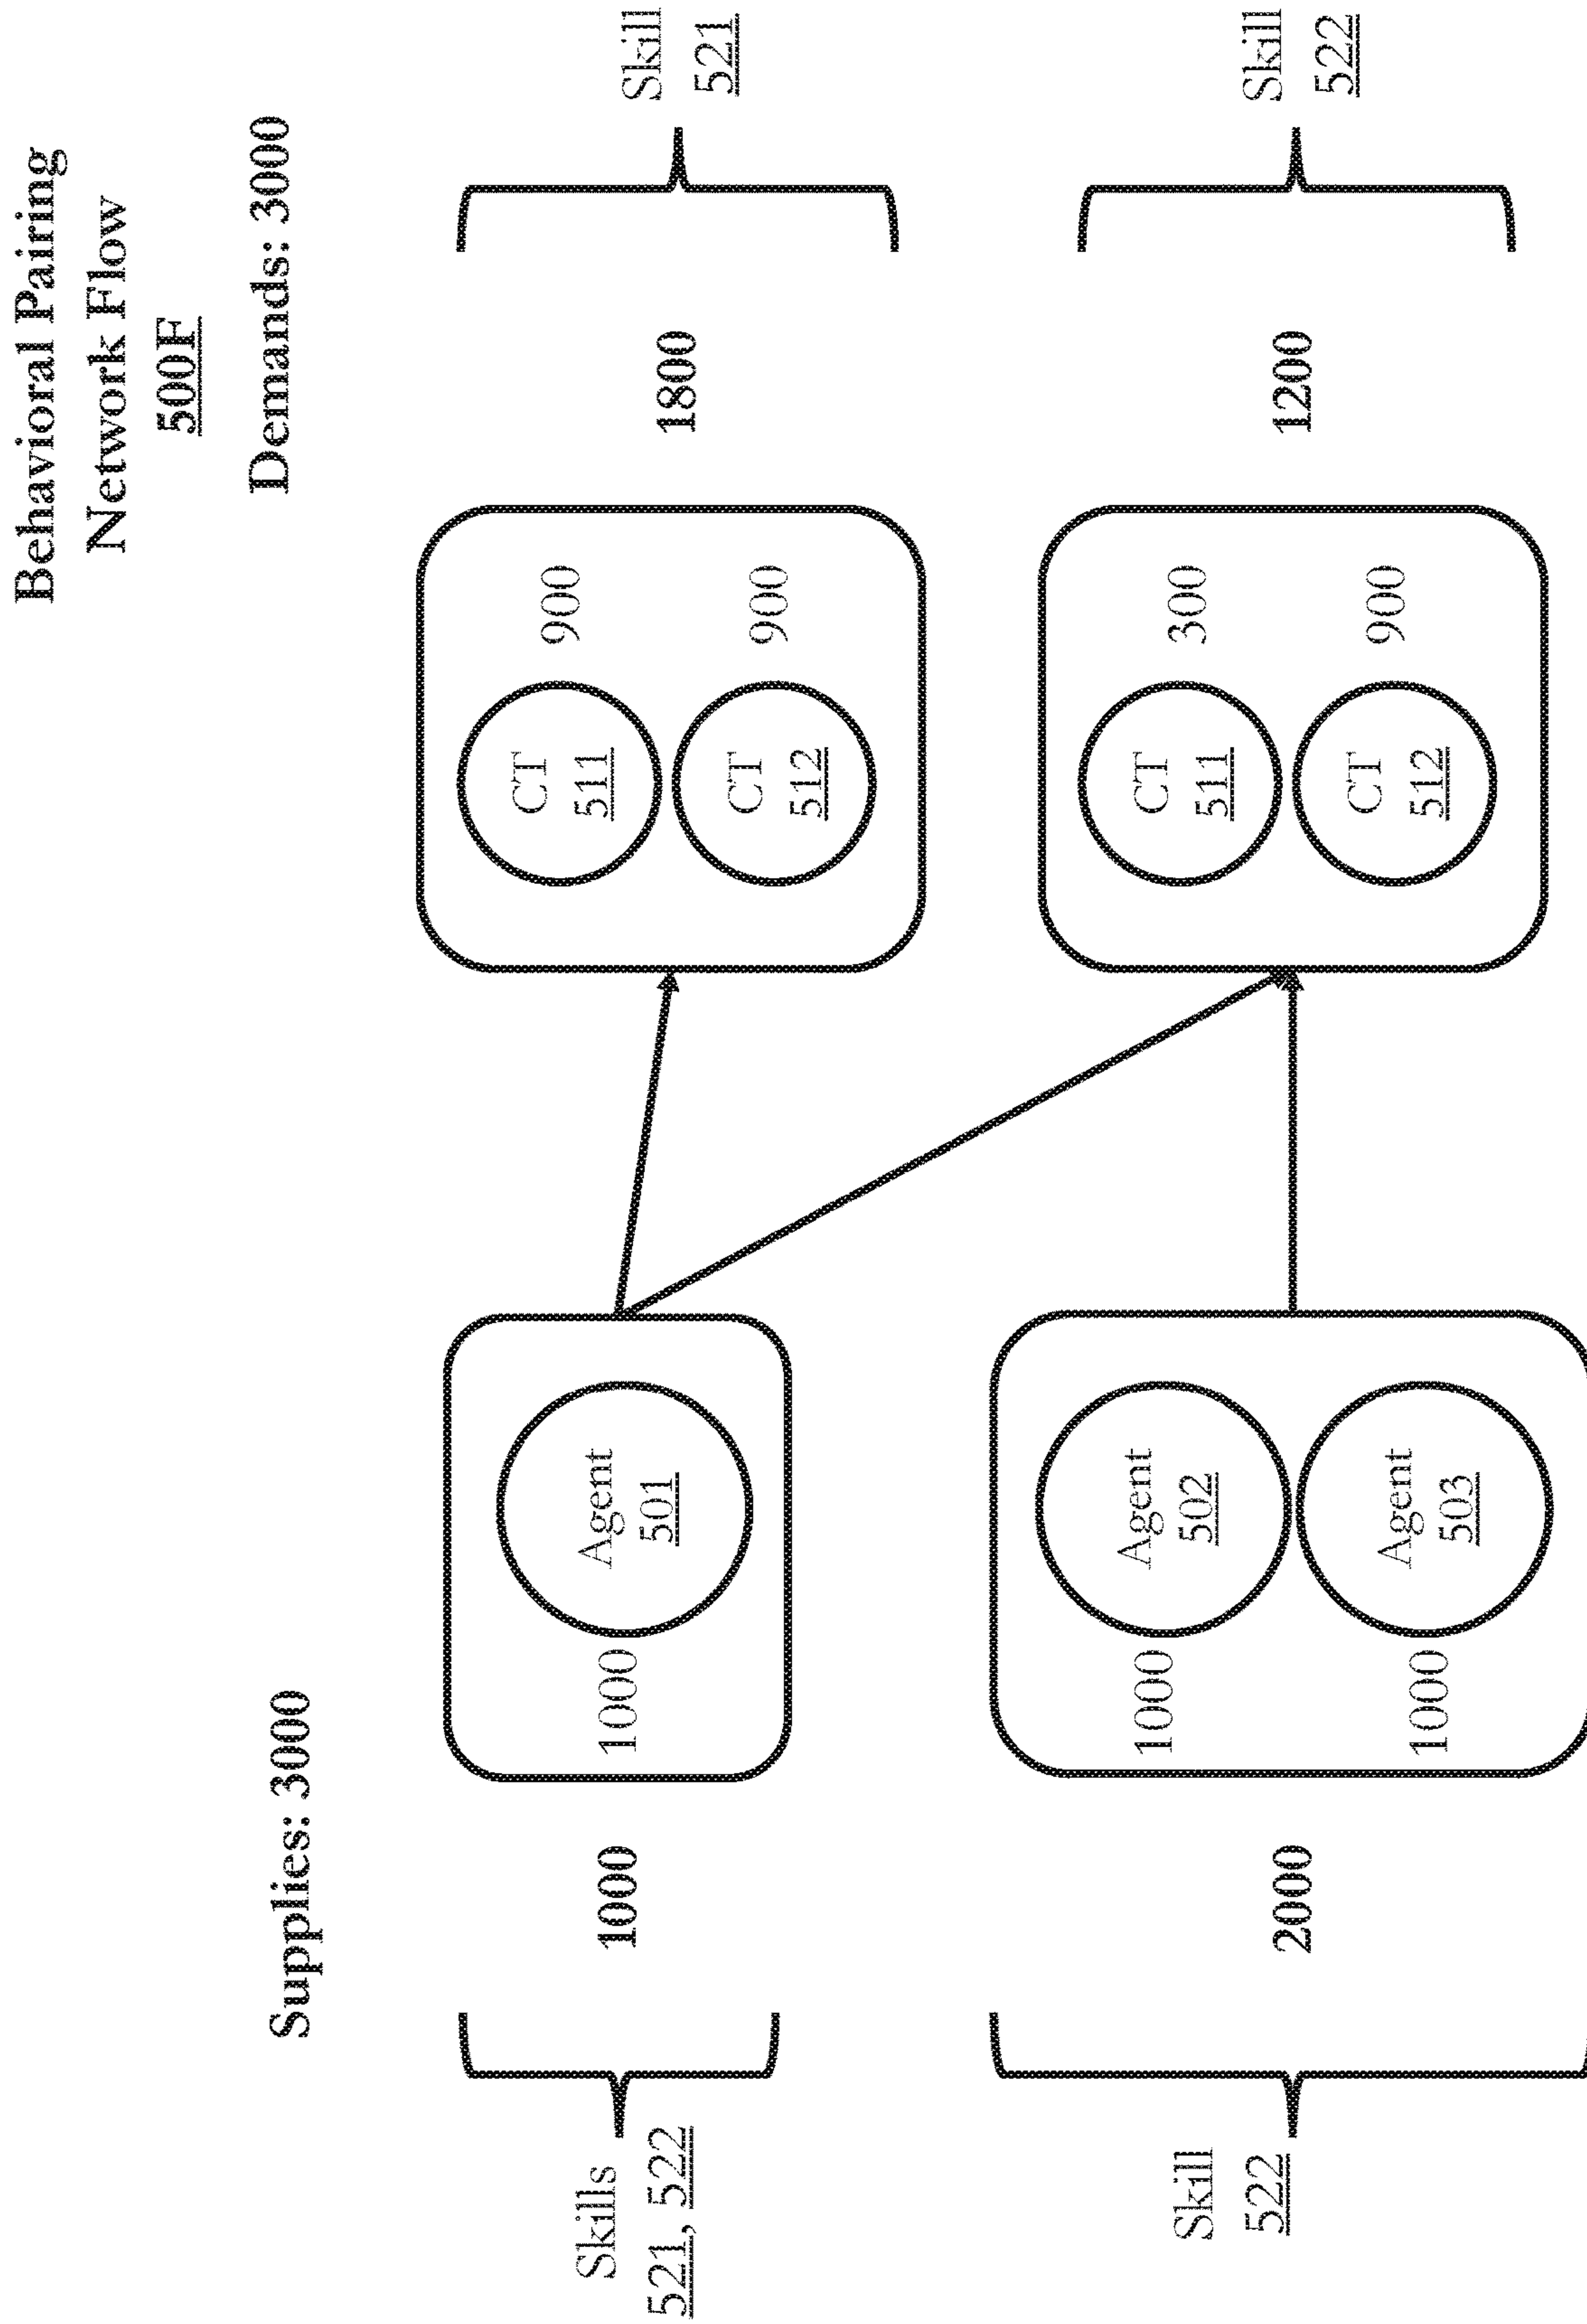 Behavioral Pairing
Network Flow
500F
Supplies: 3000
Demands: 3000
Skills
521, 522
1000
1000
Agent
501
CT
511
900
CT
512
900
1800
Skill
521
Skill
522
2000
1000
Agent
502
1000
Agent
503
CT
511
300
CT
512
900
1200
Skill
522